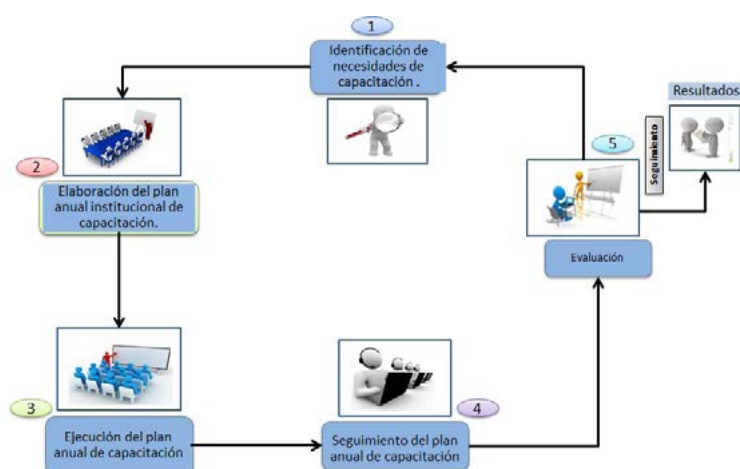 1
Identificación de
necesidades de
capacitación .
2
Elaboración del plan
anual institucional de
capacitación.
3
Ejecución del plan
anual de capacitación
4
Seguimiento del plan
anual de capacitación
5
Evaluación
Seguimiento
Resultados